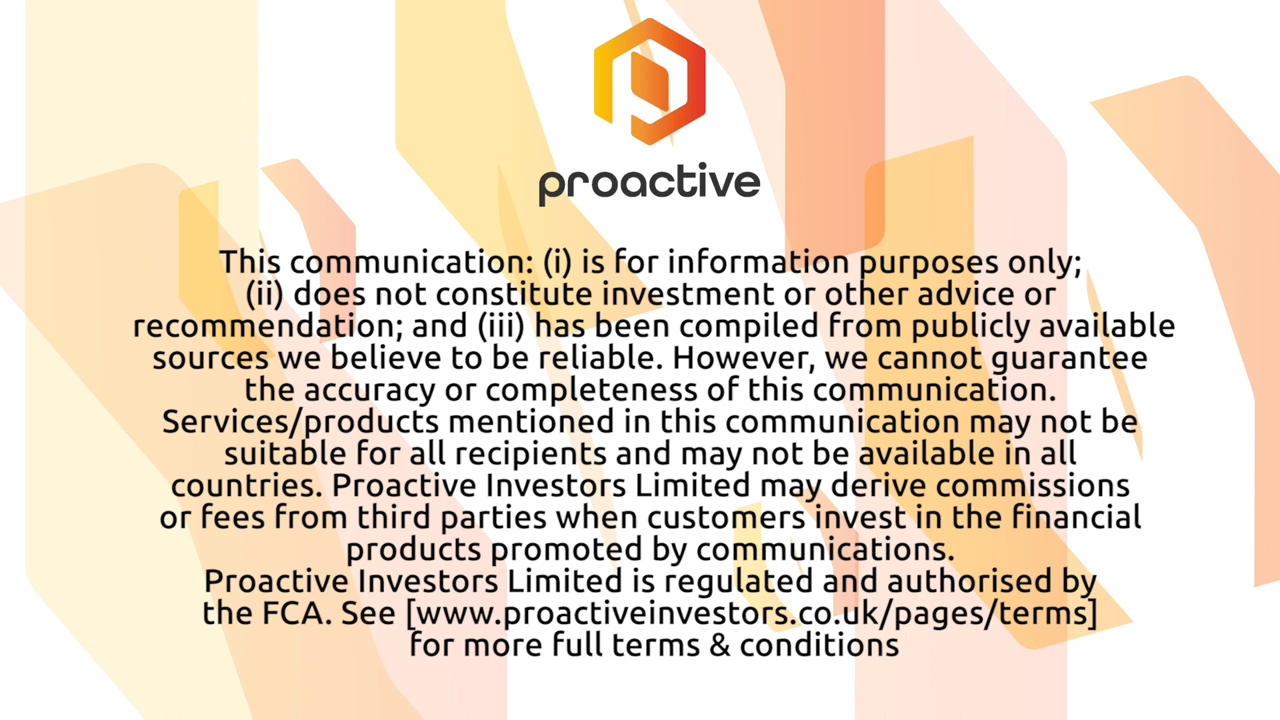 proactive
This communication: (i) is for information purposes only;
(ii) does not constitute investment or other advice or
recommendation; and (iii) has been compiled from publicly available
sources we believe to be reliable. However, we cannot guarantee
the accuracy or completeness of this communication.
Services/products mentioned in this communication may not be
suitable for all recipients and may not be available in all
countries. Proactive Investors Limited may derive commissions
or fees from third parties when customers invest in the financial
products promoted by communications.
Proactive Investors Limited is regulated and authorised by
the FCA. See [www.proactiveinvestors.co.uk/pages/terms]
for more full terms & conditions